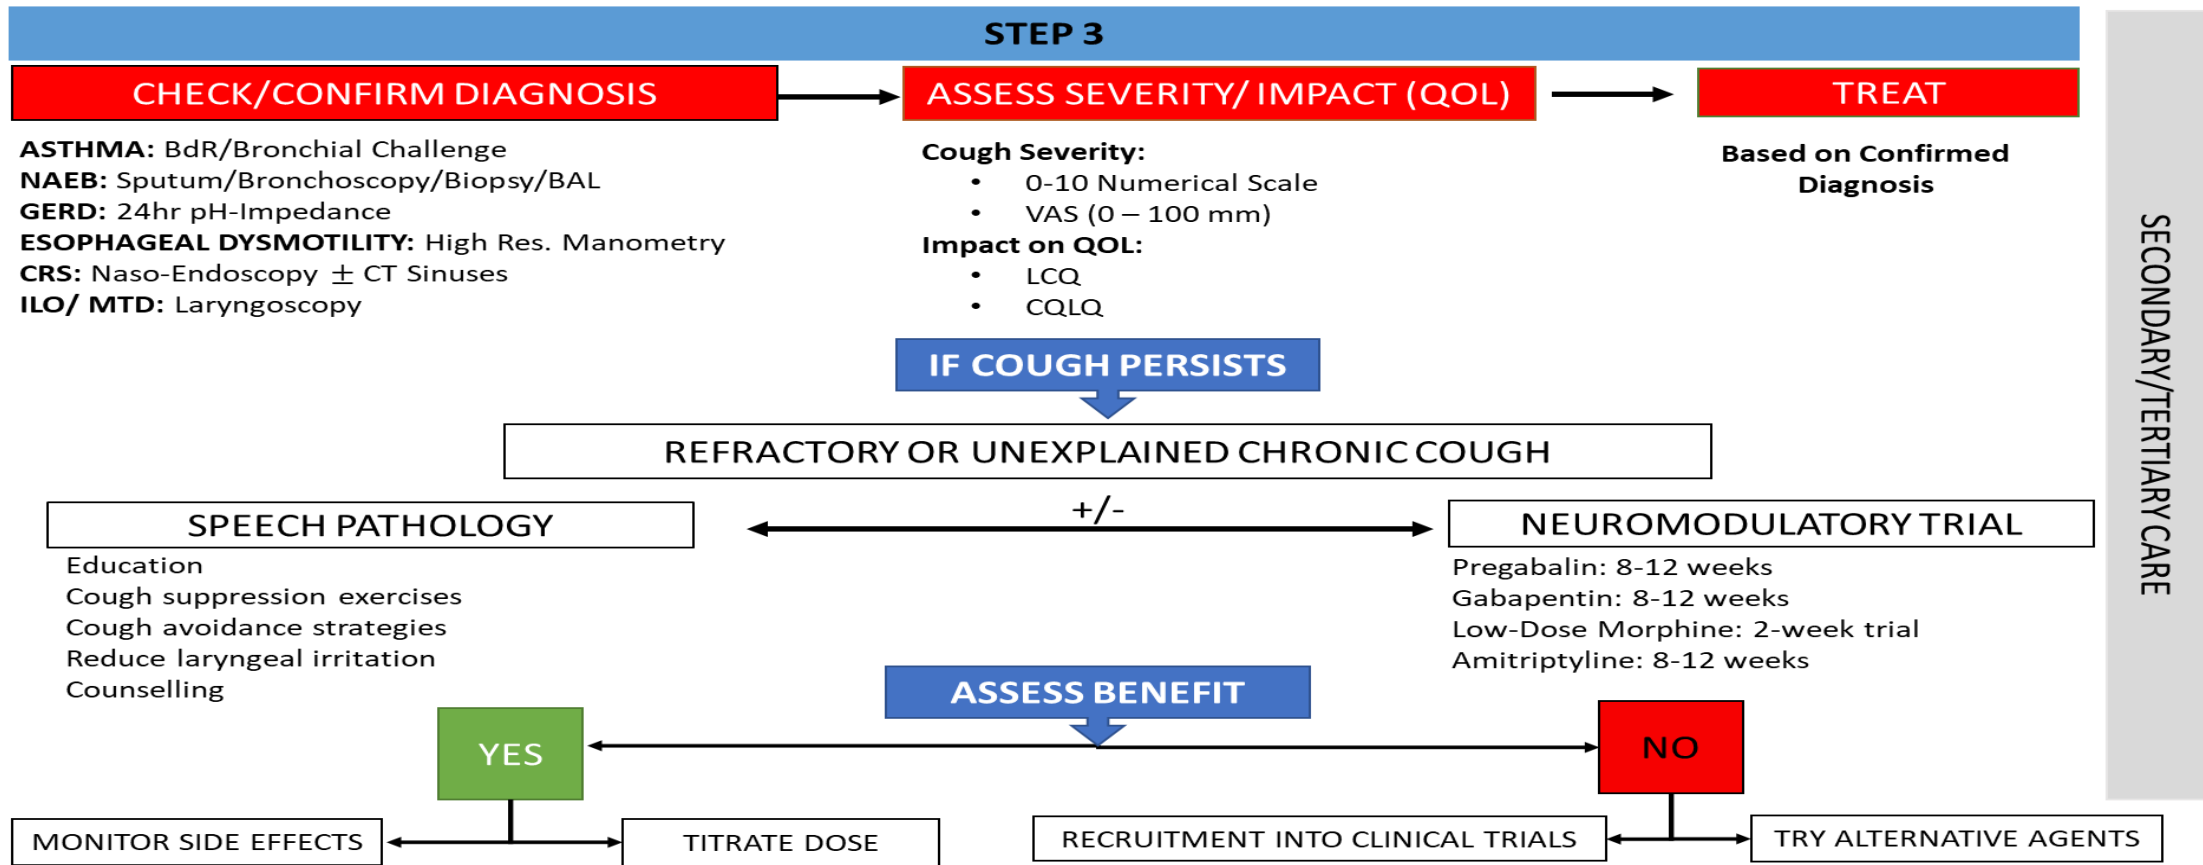 STEP 3
CHECK/CONFIRM DIAGNOSIS
ASTHMA: BdR/Bronchial Challenge
NAEB: Sputum/Bronchoscopy/Biopsy/BAL
GERD: 24hr pH-Impedance
ESOPHAGEAL DYSMOTILITY: High Res. Manometry
CRS: Naso-Endoscopy ± CT Sinuses
ILO/ MTD: Laryngoscopy
ASSESS SEVERITY/ IMPACT (QOL)
Cough Severity:
• 0-10 Numerical Scale
• VAS (0 – 100 mm)
Impact on QOL:
• LCQ
• CQLQ
TREAT
Based on Confirmed
Diagnosis
SECONDARY/TERTIARY CARE
IF COUGH PERSISTS
REFRACTORY OR UNEXPLAINED CHRONIC COUGH
+/-
SPEECH PATHOLOGY
Education
Cough suppression exercises
Cough avoidance strategies
Reduce laryngeal irritation
Counselling
NEUROMODULATORY TRIAL
Pregabalin: 8-12 weeks
Gabapentin: 8-12 weeks
Low-Dose Morphine: 2-week trial
Amitriptyline: 8-12 weeks
ASSESS BENEFIT
YES
NO
MONITOR SIDE EFFECTS
TITRATE DOSE
RECRUITMENT INTO CLINICAL TRIALS
TRY ALTERNATIVE AGENTS